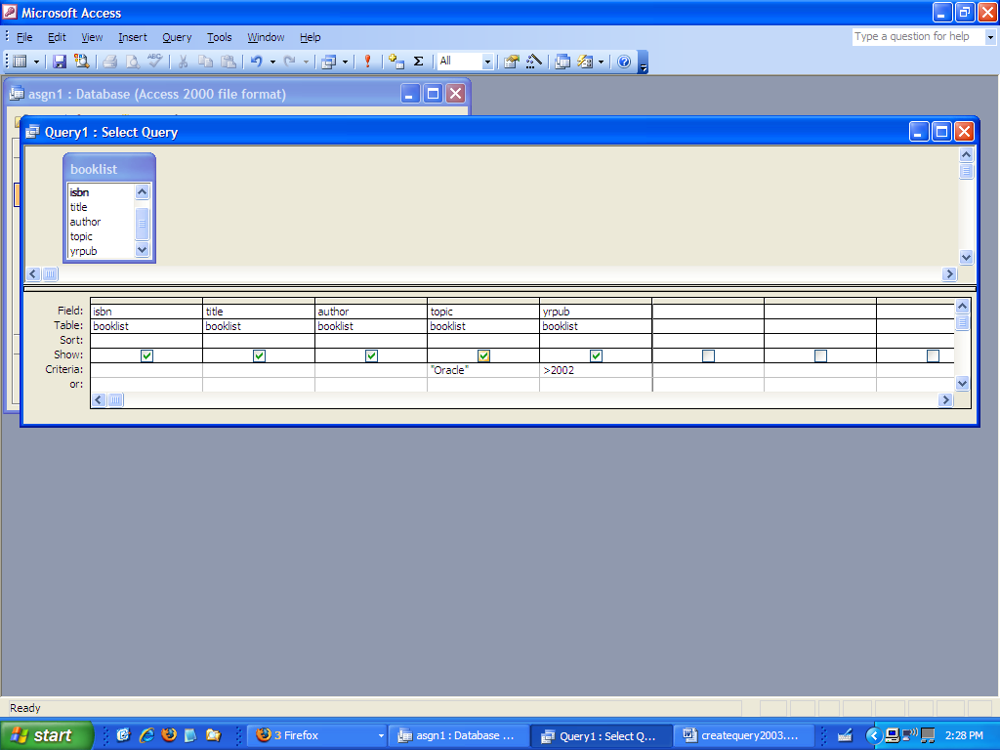 Microsoft Access
File Edit View Insert Query Tools Window Help
Type a question for help
ABC All
asgn1 : Database (Access 2000 file format)
Query1 : Select Query
booklist
isbn
title
author
topic
yrpub
Field: isbn title author topic yrpub
Table: booklist booklist booklist booklist booklist
Sort:
Show:
Criteria: "Oracle" >2002
or:
Ready
start 3 Firefox asgn1 : Database ... Query1 : Select Q... createquery2003.... 2:28 PM